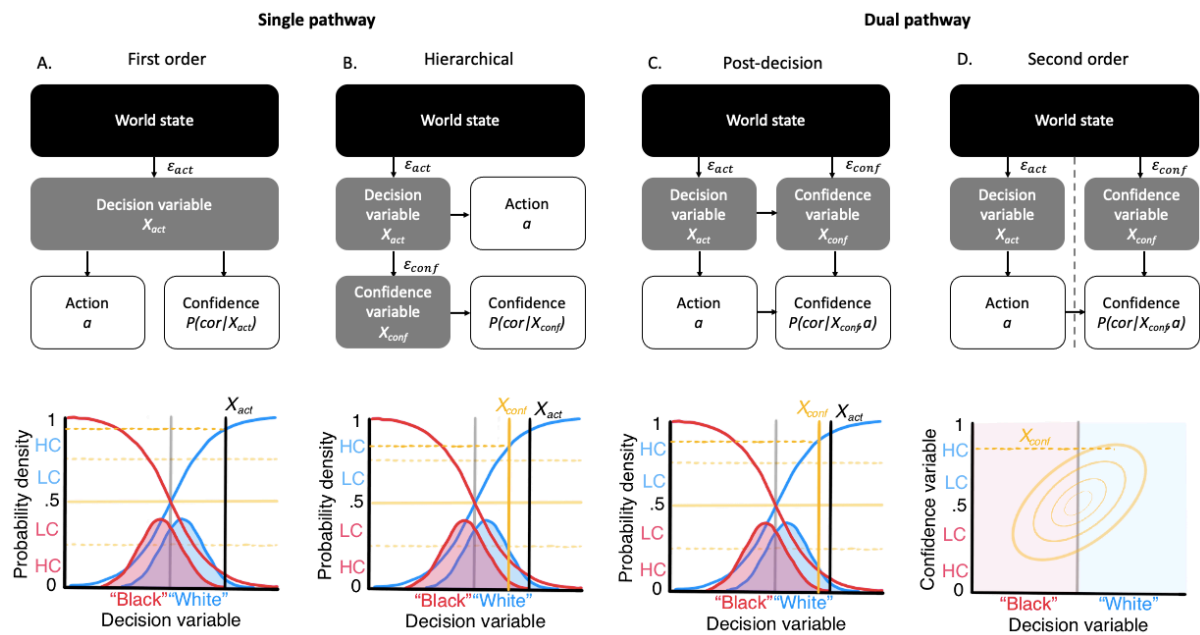 Single pathway
Dual pathway
A.
First order
World state
εact
Decision variable
Xact
Action
a
Confidence
P(cor|Xact)
B.
Hierarchical
World state
εact
Decision
variable
Xact
Action
a
εconf
Confidence
variable
Xconf
Confidence
P(cor|Xconf)
C.
Post-decision
World state
εact
εconf
Decision
variable
Xact
Confidence
variable
Xconf
Action
a
Confidence
P(cor|Xconf,a)
D.
Second order
World state
εact
εconf
Decision
variable
Xact
Confidence
variable
Xconf
Action
a
Confidence
P(cor|Xconf,a)
Probability density
1
HC
LC
.5
LC
HC
0
Xact
"Black" "White"
Decision variable
Probability density
1
HC
LC
.5
LC
HC
0
Xconf
Xact
"Black" "White"
Decision variable
Probability density
1
HC
LC
.5
LC
HC
0
Xconf
Xact
"Black" "White"
Decision variable
Confidence variable
1
HC
LC
.5
LC
HC
0
Xconf
"Black" "White"
Decision variable